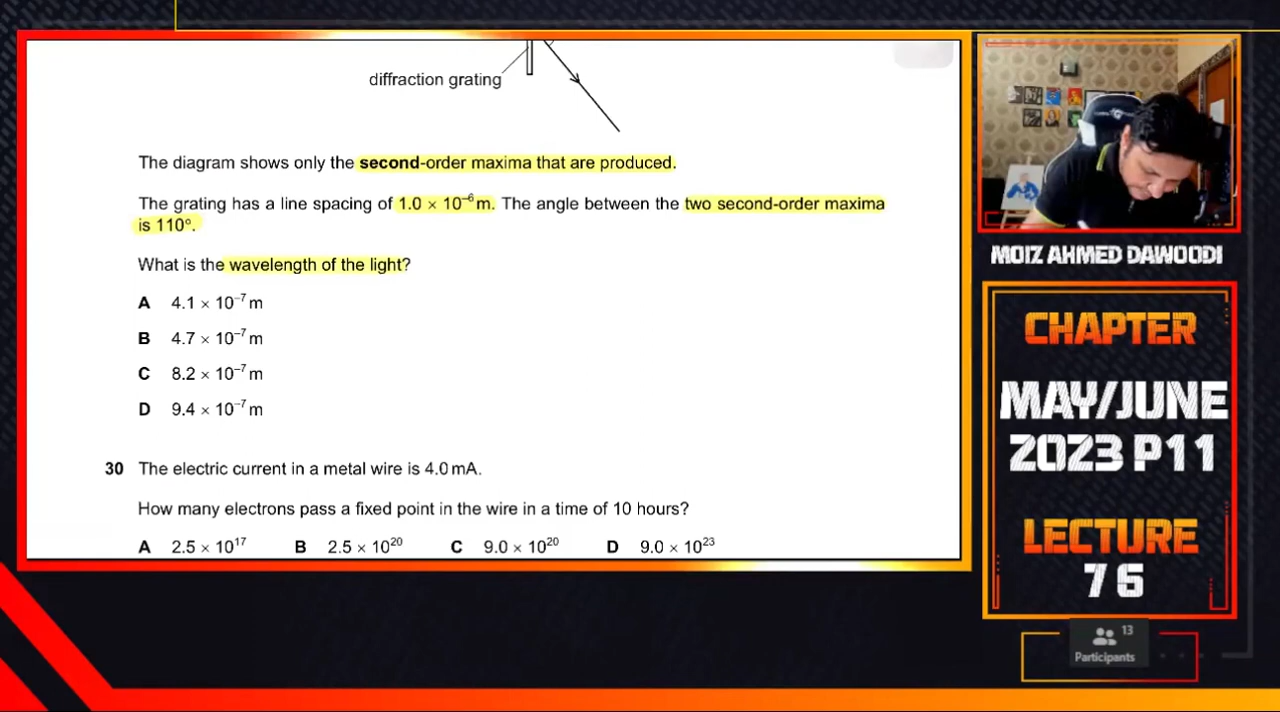 diffraction grating
The diagram shows only the second-order maxima that are produced.
The grating has a line spacing of 1.0 × 10⁻⁶ m. The angle between the two second-order maxima
is 110°.
What is the wavelength of the light?
A 4.1 × 10⁻⁷ m
B 4.7 × 10⁻⁷ m
C 8.2 × 10⁻⁷ m
D 9.4 × 10⁻⁷ m
30 The electric current in a metal wire is 4.0 mA.
How many electrons pass a fixed point in the wire in a time of 10 hours?
A 2.5 × 10¹⁷ B 2.5 × 10²⁰ C 9.0 × 10²⁰ D 9.0 × 10²³
MOIZ AHMED DAWOODI
CHAPTER
MAY/JUNE
2023 P11
LECTURE
76
13
Participants